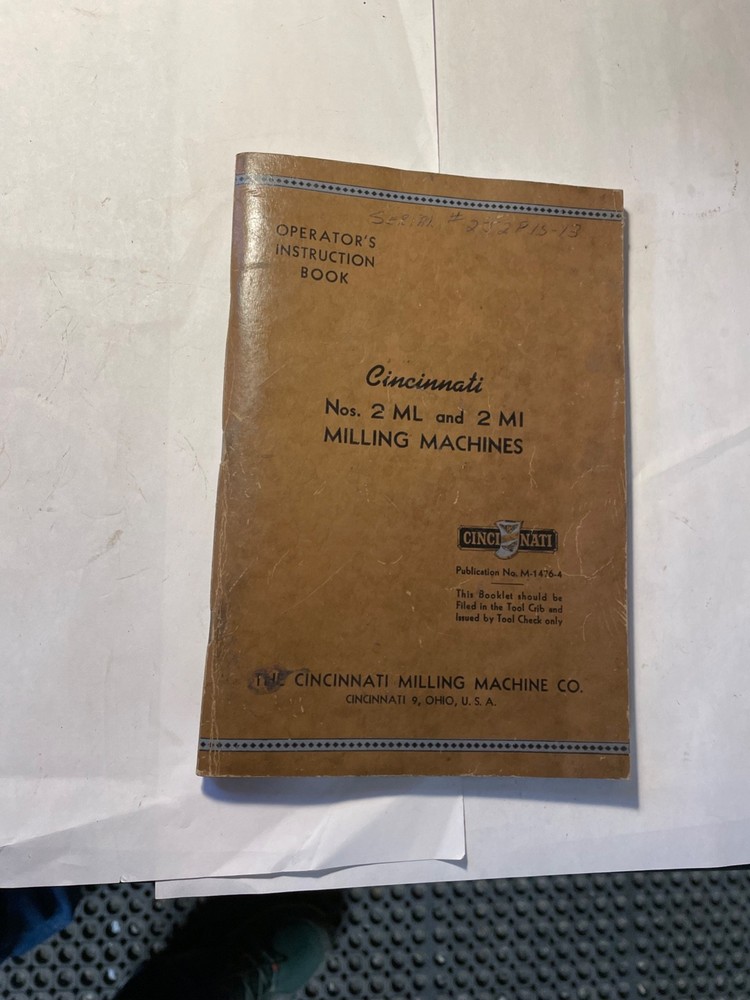 SERIAL #
OPERATOR'S
INSTRUCTION
BOOK
Cincinnati
Nos. 2 ML and 2 MI
MILLING MACHINES
CINCINNATI
Publication No. M-1476-4
This Booklet should be
Filed in the Tool Crib and
Issued by Tool Check only
THE CINCINNATI MILLING MACHINE CO.
CINCINNATI 9, OHIO, U. S. A.